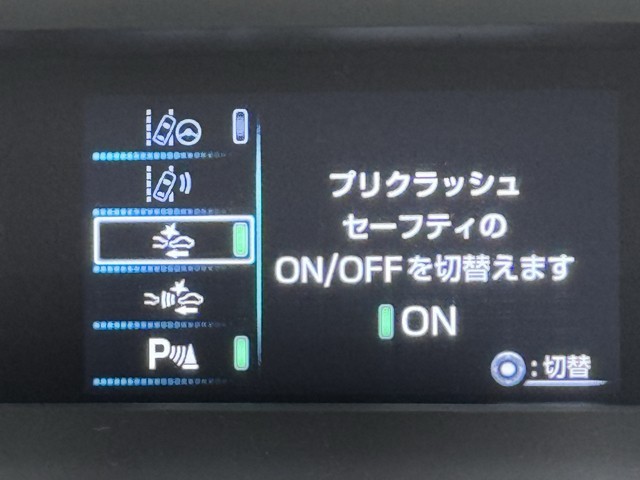 プリクラッシュ
セーフティの
ON/OFFを切替えます
ON
P
:切替